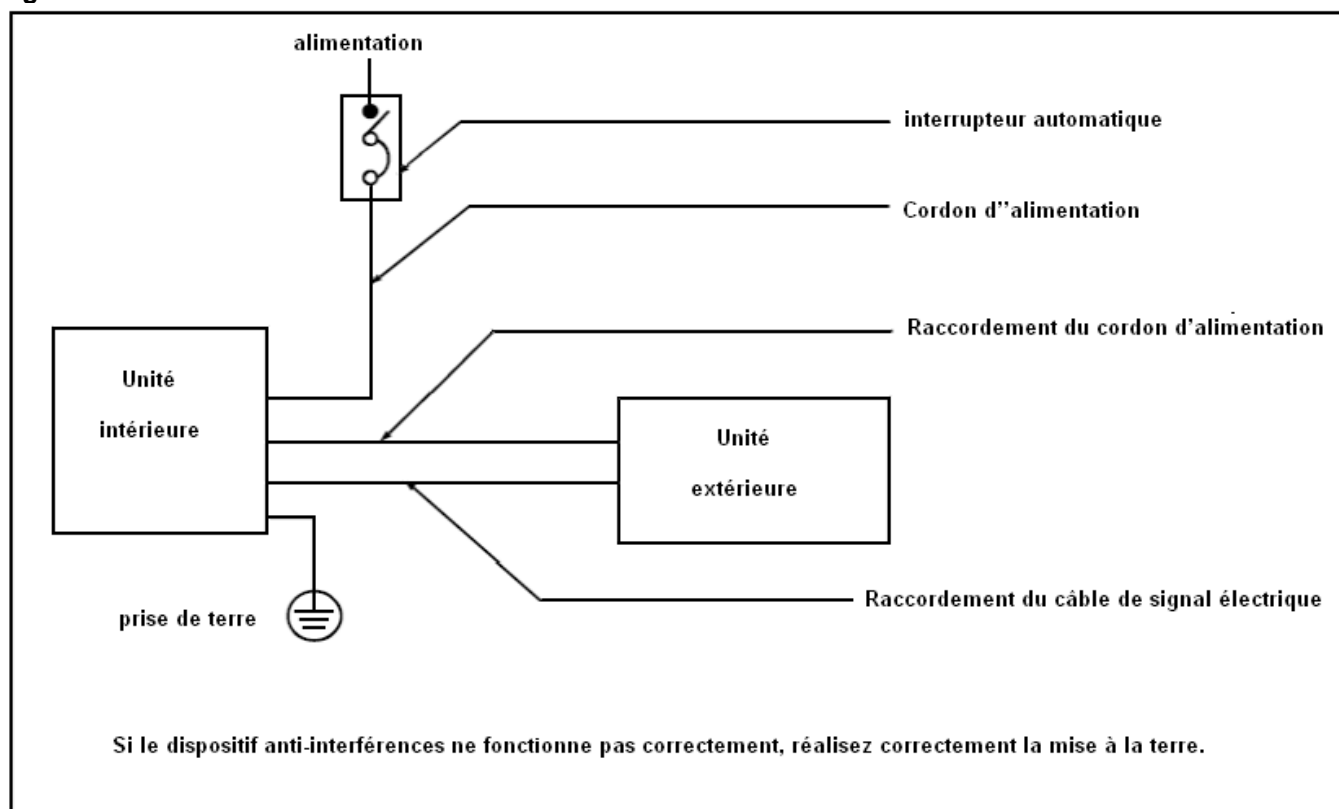 alimentation
interrupteur automatique
Cordon d''alimentation
Raccordement du cordon d'alimentation
Unité
intérieure
Unité
extérieure
Raccordement du câble de signal électrique
prise de terre
Si le dispositif anti-interférences ne fonctionne pas correctement, réalisez correctement la mise à la terre.